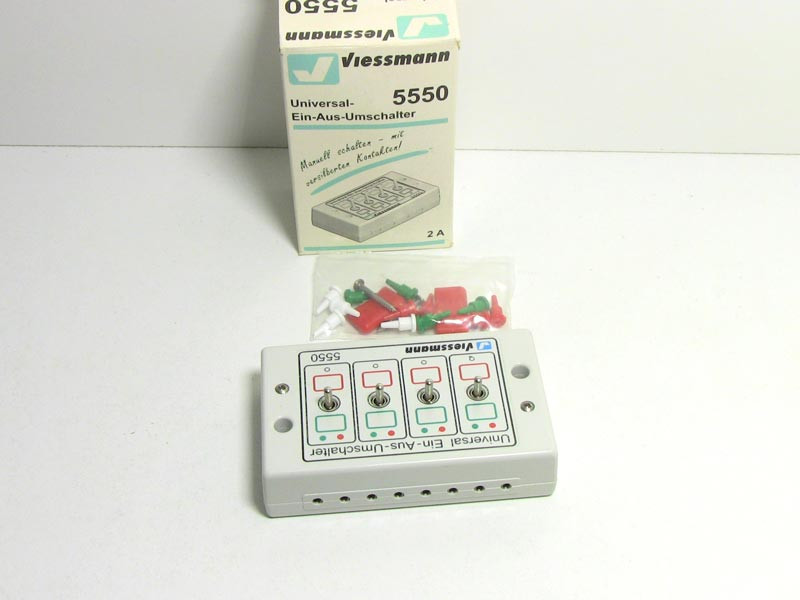 5550
Viessmann
Viessmann
Universal- 5550
Ein-Aus-Umschalter
Manuell schalten - mit
versilberten Kontakten!
2 A
Viessmann
5550
Universal Ein-Aus-Umschalter